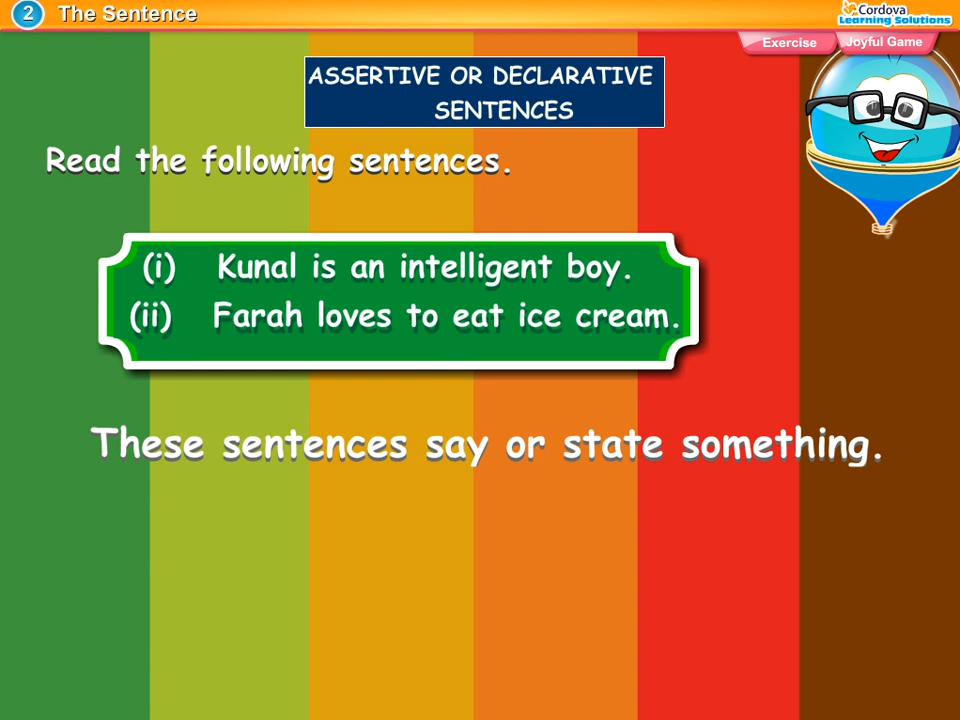 2 The Sentence
Cordova
Learning Solutions
Exercise
Joyful Game
ASSERTIVE OR DECLARATIVE
SENTENCES
Read the following sentences.
(i) Kunal is an intelligent boy.
(ii) Farah loves to eat ice cream.
These sentences say or state something.